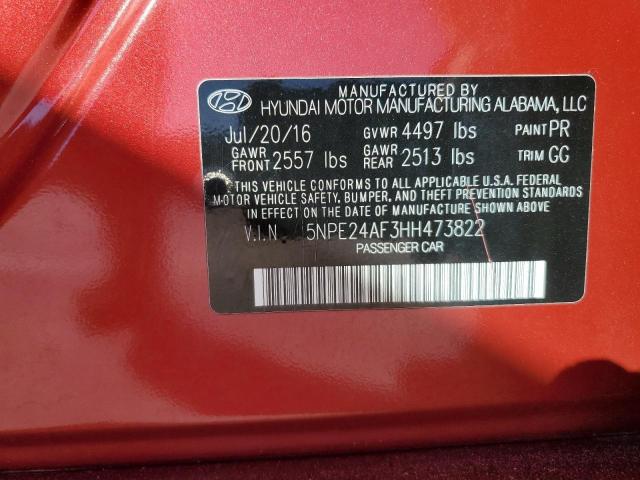 MANUFACTURED BY
HYUNDAI MOTOR MANUFACTURING ALABAMA, LLC
Jul/20/16 GVWR 4497 lbs PAINT PR
GAWR FRONT 2557 lbs GAWR REAR 2513 lbs TRIM GG
THIS VEHICLE CONFORMS TO ALL APPLICABLE U.S.A. FEDERAL
MOTOR VEHICLE SAFETY, BUMPER, AND THEFT PREVENTION STANDARDS
IN EFFECT ON THE DATE OF MANUFACTURE SHOWN ABOVE
V.I.N. 5NPE24AF3HH473822
PASSENGER CAR